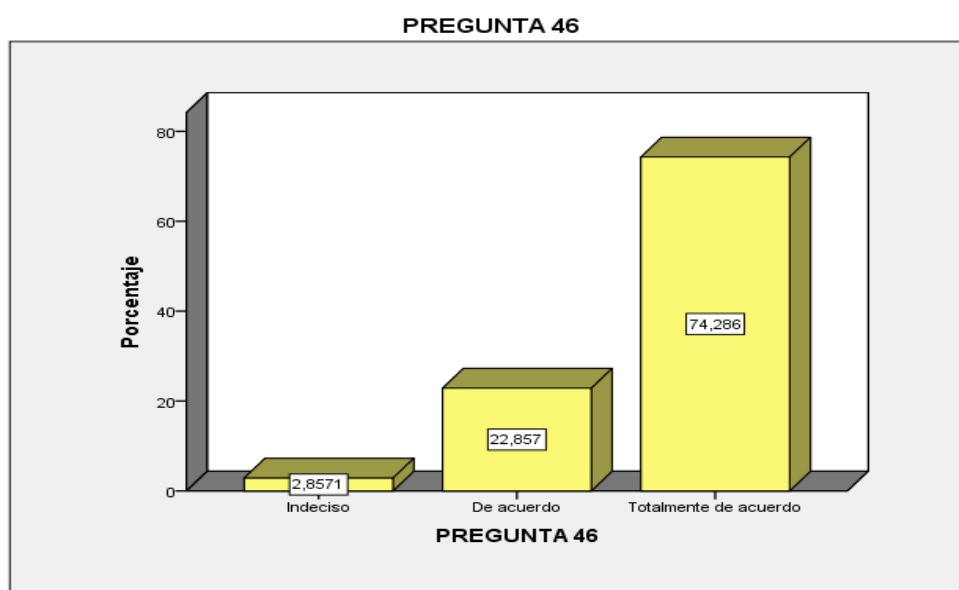 PREGUNTA 46
Porcentaje
80
60
40
20
0
74,286
22,857
2,8571
Indeciso De acuerdo Totalmente de acuerdo
PREGUNTA 46